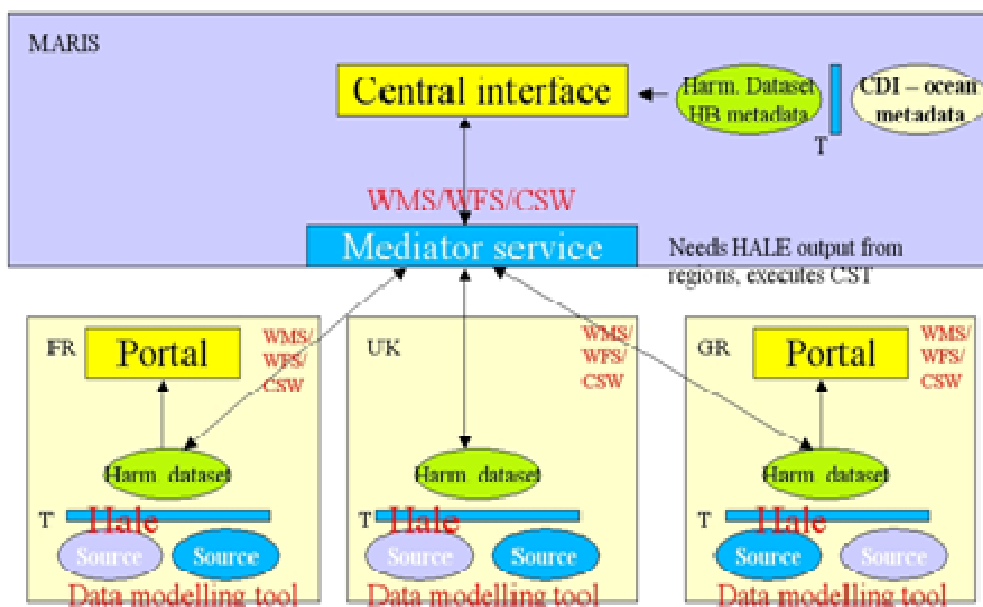 MARIS
Central interface
Harm. Dataset
HB metadata
CDI – ocean
metadata
T
WMS/WFS/CSW
Mediator service
Needs HALE output from
regions, executes CST
FR
Portal
WMS/
WFS/
CSW
Harm. dataset
T
Hale
Source
Source
Data modelling tool
UK
WMS/
WFS/
CSW
Harm. dataset
T
Hale
Source
Source
Data modelling tool
GR
Portal
WMS/
WFS/
CSW
Harm. dataset
T
Hale
Source
Source
Data modelling tool